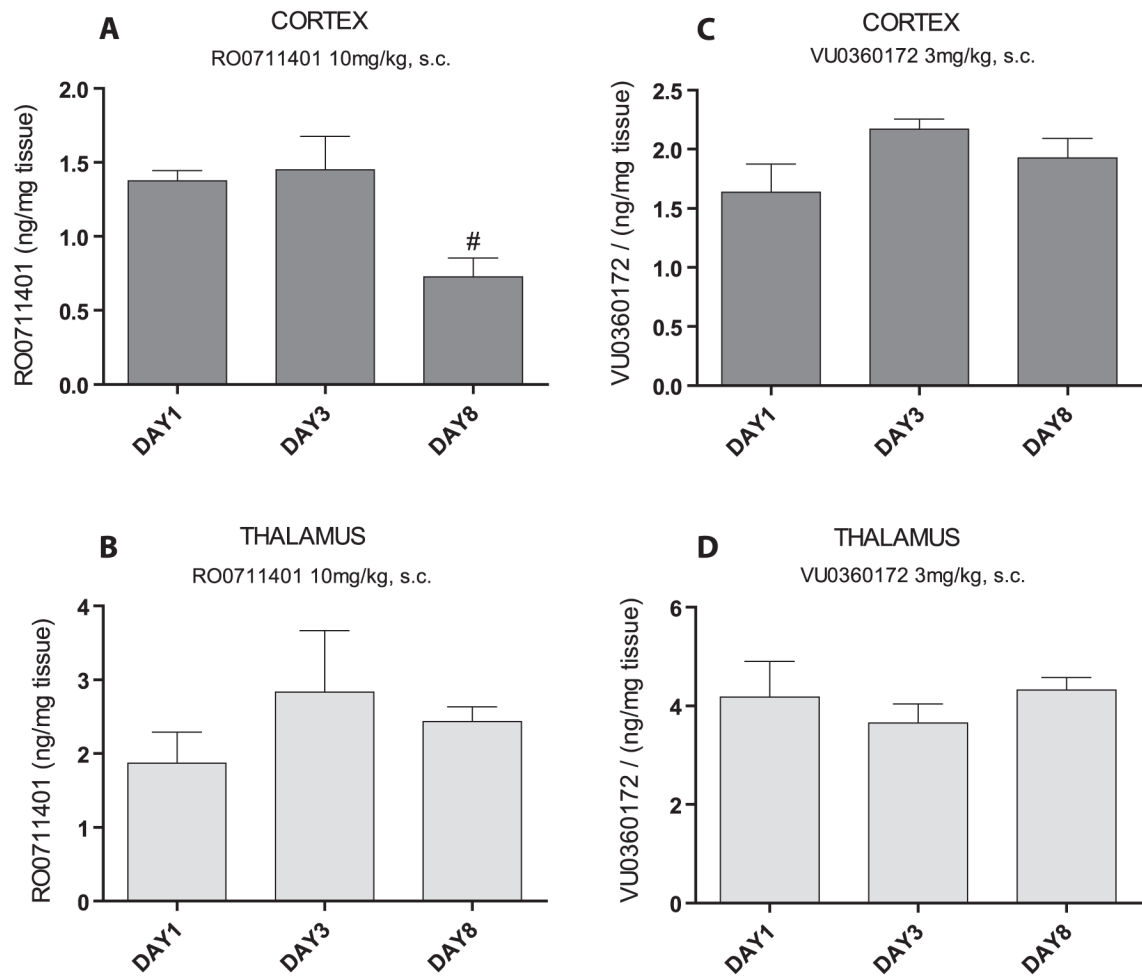 A
CORTEX
RO0711401 10mg/kg, s.c.
RO0711401 (ng/mg tissue)
2.0
1.5
1.0
0.5
0.0
#
DAY1
DAY3
DAY8
C
CORTEX
VU0360172 3mg/kg, s.c.
VU0360172 / (ng/mg tissue)
2.5
2.0
1.5
1.0
0.5
0.0
DAY1
DAY3
DAY8
B
THALAMUS
RO0711401 10mg/kg, s.c.
RO0711401 (ng/mg tissue)
4
3
2
1
0
DAY1
DAY3
DAY8
D
THALAMUS
VU0360172 3mg/kg, s.c.
VU0360172 / (ng/mg tissue)
6
4
2
0
DAY1
DAY3
DAY8